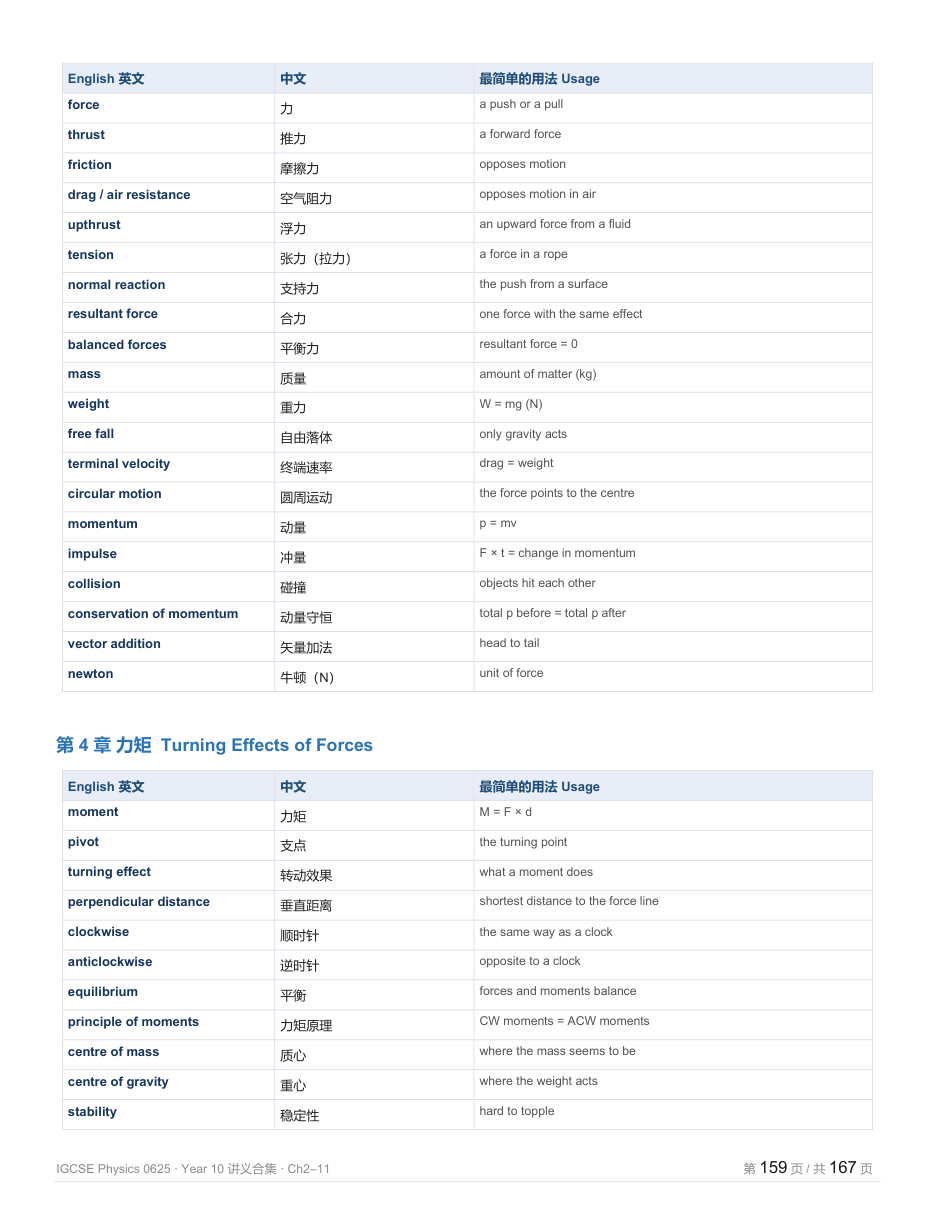 English 英文 中文 最简单的用法 Usage
force 力 a push or a pull
thrust 推力 a forward force
friction 摩擦力 opposes motion
drag / air resistance 空气阻力 opposes motion in air
upthrust 浮力 an upward force from a fluid
tension 张力（拉力） a force in a rope
normal reaction 支持力 the push from a surface
resultant force 合力 one force with the same effect
balanced forces 平衡力 resultant force = 0
mass 质量 amount of matter (kg)
weight 重力 W = mg (N)
free fall 自由落体 only gravity acts
terminal velocity 终端速率 drag = weight
circular motion 圆周运动 the force points to the centre
momentum 动量 p = mv
impulse 冲量 F × t = change in momentum
collision 碰撞 objects hit each other
conservation of momentum 动量守恒 total p before = total p after
vector addition 矢量加法 head to tail
newton 牛顿（N） unit of force
第 4 章 力矩 Turning Effects of Forces
English 英文 中文 最简单的用法 Usage
moment 力矩 M = F × d
pivot 支点 the turning point
turning effect 转动效果 what a moment does
perpendicular distance 垂直距离 shortest distance to the force line
clockwise 顺时针 the same way as a clock
anticlockwise 逆时针 opposite to a clock
equilibrium 平衡 forces and moments balance
principle of moments 力矩原理 CW moments = ACW moments
centre of mass 质心 where the mass seems to be
centre of gravity 重心 where the weight acts
stability 稳定性 hard to topple
IGCSE Physics 0625 · Year 10 讲义合集 · Ch2–11 第 159 页 / 共 167 页